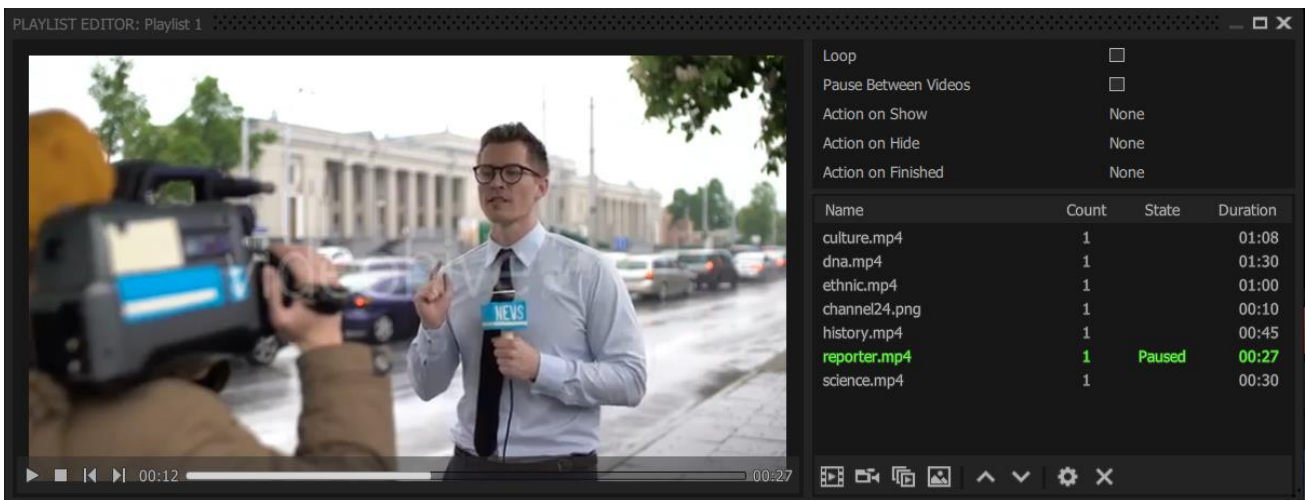 PLAYLIST EDITOR: Playlist 1
NEWS
00:12
00:27
Loop
Pause Between Videos
Action on Show None
Action on Hide None
Action on Finished None
Name Count State Duration
culture.mp4 1 01:08
dna.mp4 1 01:30
ethnic.mp4 1 01:00
channel24.png 1 00:10
history.mp4 1 00:45
reporter.mp4 1 Paused 00:27
science.mp4 1 00:30